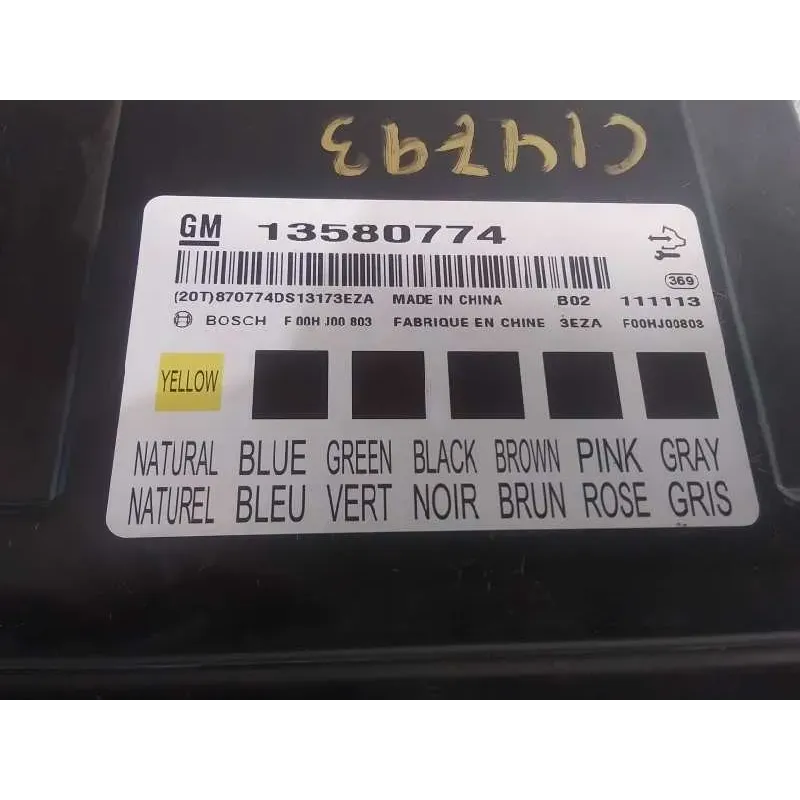 C14793
GM 13580774
369
(20T)870774DS13173EZA MADE IN CHINA B02 111113
BOSCH F 00H J00 803 FABRIQUE EN CHINE 3EZA F00HJ00803
YELLOW
NATURAL BLUE GREEN BLACK BROWN PINK GRAY
NATUREL BLEU VERT NOIR BRUN ROSE GRIS